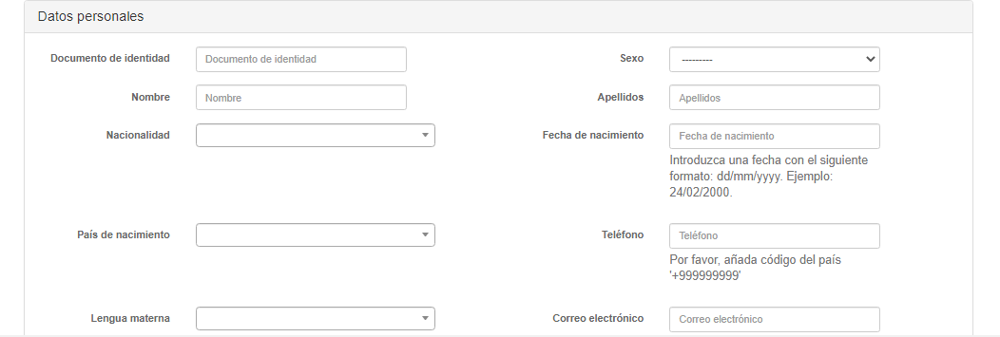 Datos personales
Documento de identidad Documento de identidad Sexo ---------
Nombre Nombre Apellidos Apellidos
Nacionalidad Fecha de nacimiento Fecha de nacimiento
Introduzca una fecha con el siguiente
formato: dd/mm/yyyy. Ejemplo:
24/02/2000.
País de nacimiento Teléfono Teléfono
Por favor, añada código del país
'+999999999'
Lengua materna Correo electrónico Correo electrónico